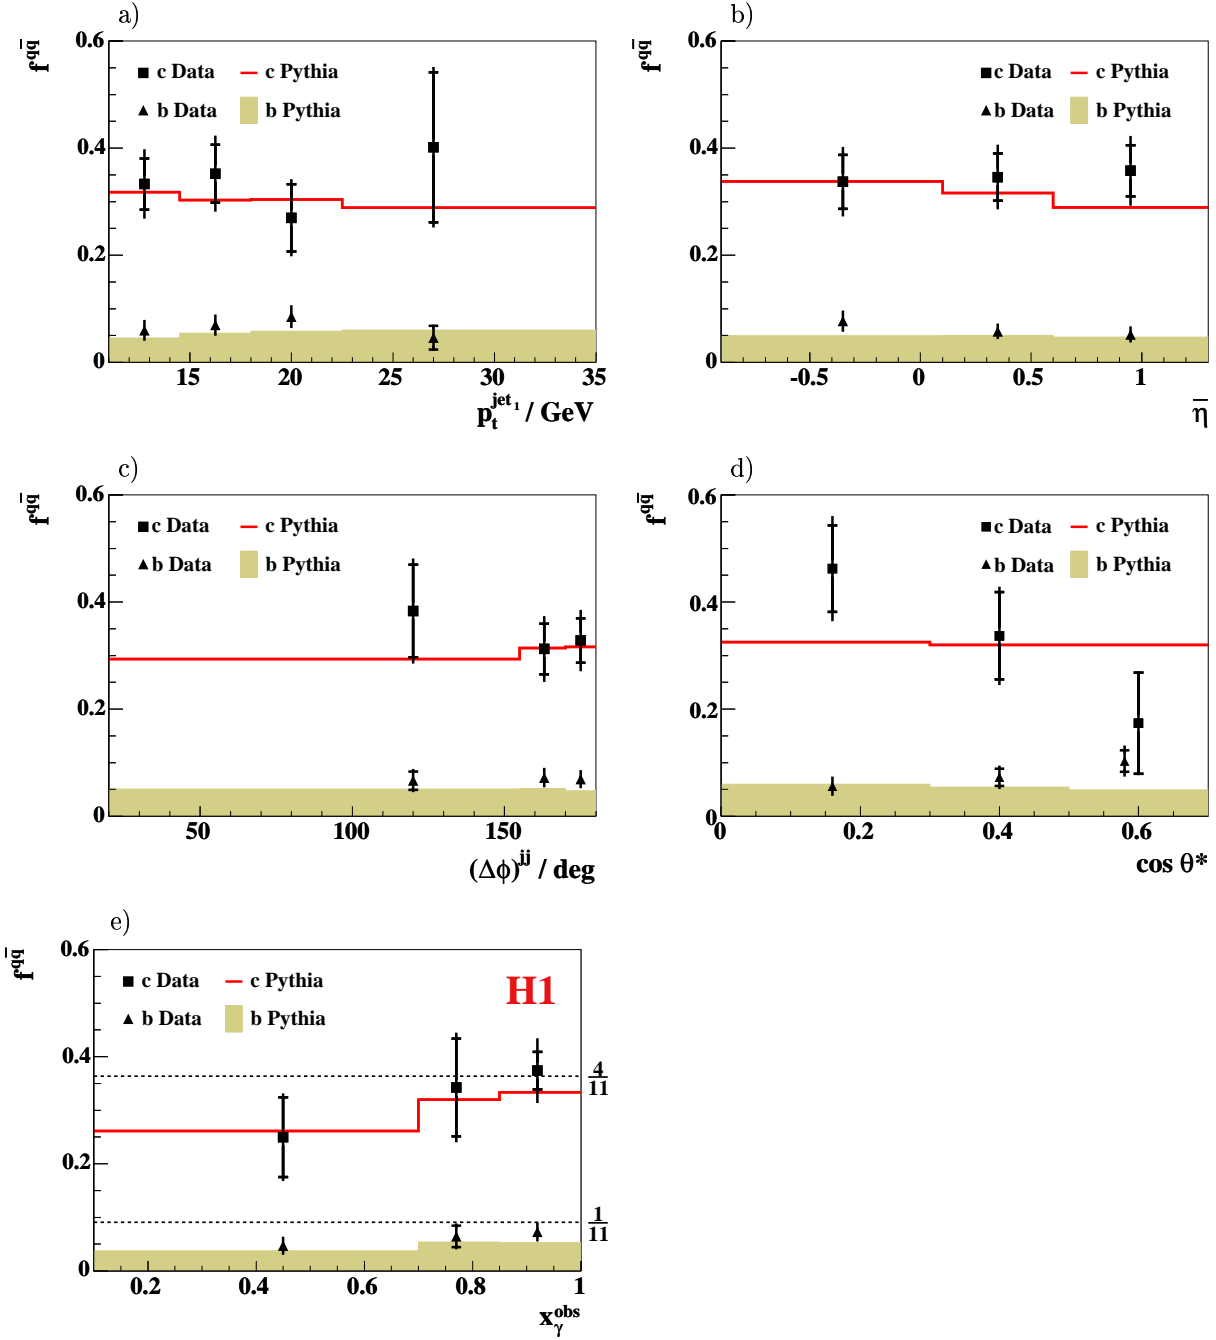 a)
0.6
f^{qq̅}
c Data
c Pythia
b Data
b Pythia
0.4
0.2
0
15 20 25 30 35
p_t^{jet 1} / GeV
b)
0.6
f^{qq̅}
c Data
c Pythia
b Data
b Pythia
0.4
0.2
0
-0.5 0 0.5 1
η̅
c)
0.6
f^{qq̅}
c Data
c Pythia
b Data
b Pythia
0.4
0.2
0
50 100 150
(Δϕ)^{jj} / deg
d)
0.6
f^{qq̅}
c Data
c Pythia
b Data
b Pythia
0.4
0.2
0
0 0.2 0.4 0.6
cos θ*
e)
0.6
f^{qq̅}
c Data
c Pythia
H1
b Data
b Pythia
0.4
4/11
0.2
1/11
0
0.2 0.4 0.6 0.8 1
x_γ^{obs}